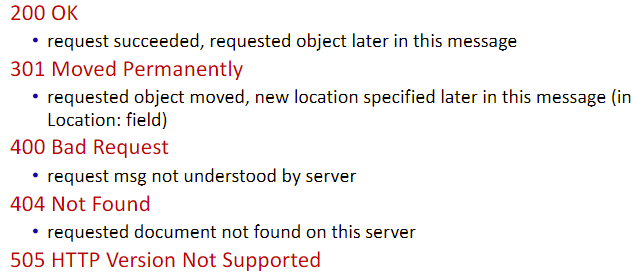 200 OK
• request succeeded, requested object later in this message
301 Moved Permanently
• requested object moved, new location specified later in this message (in
Location: field)
400 Bad Request
• request msg not understood by server
404 Not Found
• requested document not found on this server
505 HTTP Version Not Supported